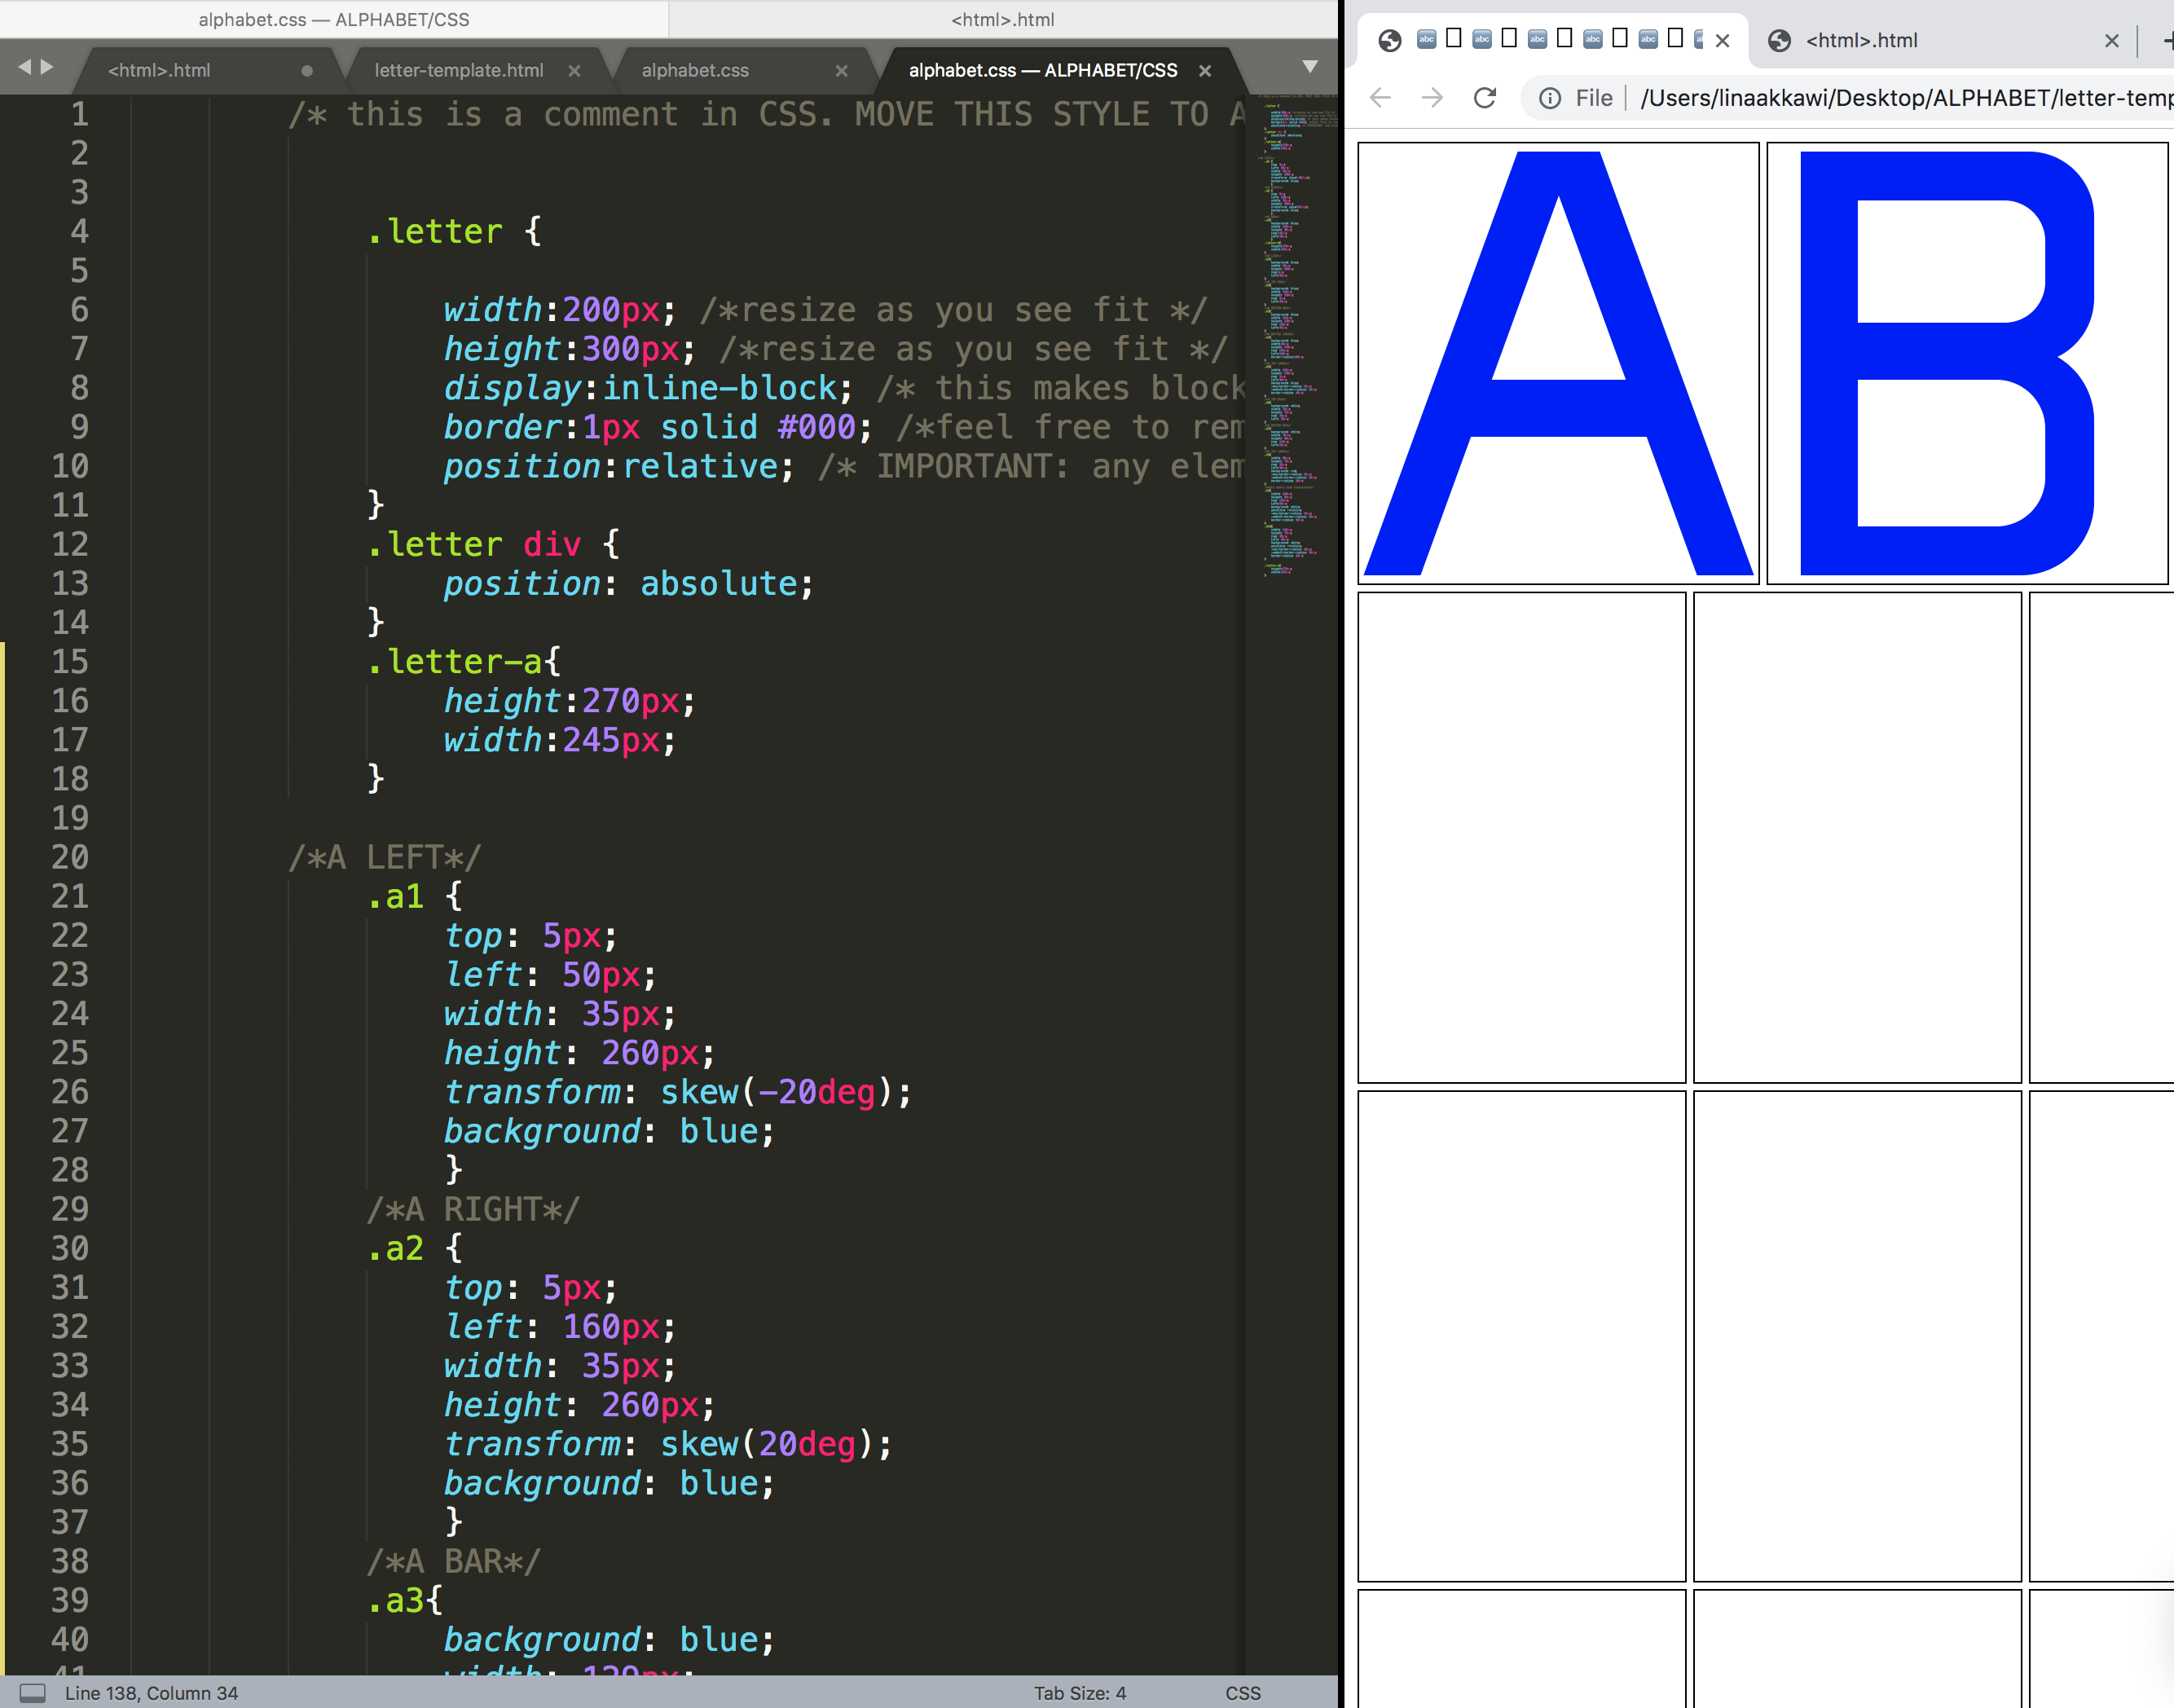 alphabet.css — ALPHABET/CSS
<html>.html
<html>.html
letter-template.html
alphabet.css
alphabet.css — ALPHABET/CSS
1 /* this is a comment in CSS. MOVE THIS STYLE TO A
2
3
4 .letter {
5
6 width:200px; /*resize as you see fit */
7 height:300px; /*resize as you see fit */
8 display:inline-block; /* this makes block
9 border:1px solid #000; /*feel free to rem
10 position:relative; /* IMPORTANT: any elem
11 }
12 .letter div {
13 position: absolute;
14 }
15 .letter-a{
16 height:270px;
17 width:245px;
18 }
19
20 /*A LEFT*/
21 .a1 {
22 top: 5px;
23 left: 50px;
24 width: 35px;
25 height: 260px;
26 transform: skew(-20deg);
27 background: blue;
28 }
29 /*A RIGHT*/
30 .a2 {
31 top: 5px;
32 left: 160px;
33 width: 35px;
34 height: 260px;
35 transform: skew(20deg);
36 background: blue;
37 }
38 /*A BAR*/
39 .a3{
40 background: blue;
41 width: 129px;
Line 138, Column 34
Tab Size: 4
CSS
abc abc abc abc abc
<html>.html
File /Users/linaakkawi/Desktop/ALPHABET/letter-temp
A B